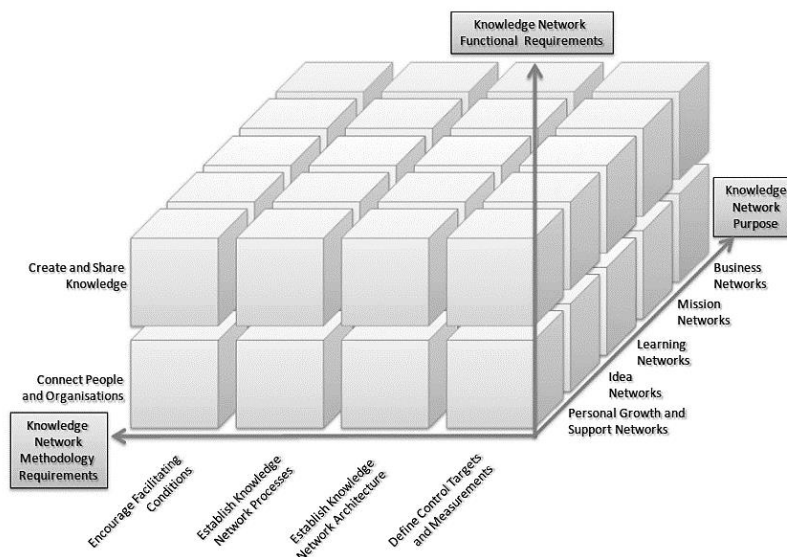 Knowledge Network
Functional Requirements
Knowledge
Network
Purpose
Create and Share
Knowledge
Business
Networks
Mission
Networks
Learning
Networks
Connect People
and Organisations
Idea
Networks
Personal Growth and
Support Networks
Knowledge
Network
Methodology
Requirements
Encourage Facilitating
Conditions
Establish Knowledge
Network Processes
Establish Knowledge
Network Architecture
Define Control Targets
and Measurements